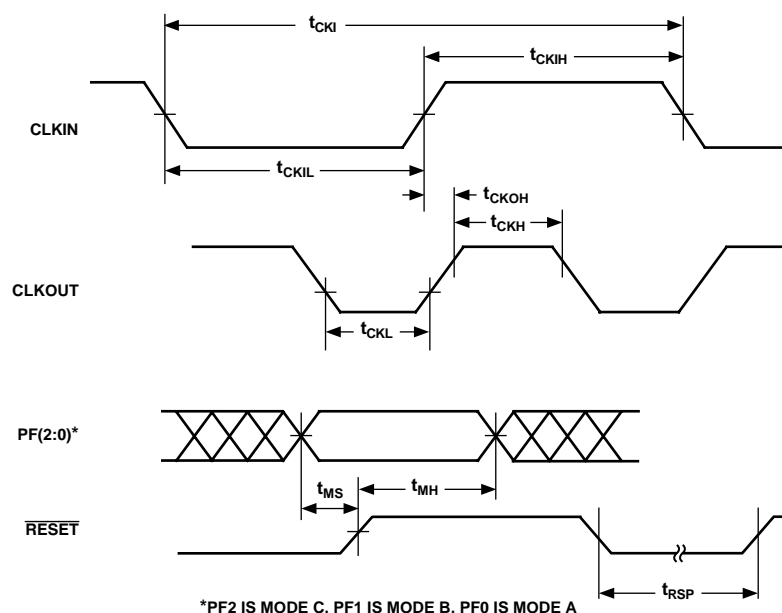 tCKI
tCKIH
CLKIN
tCKIL
tCKOH
tCKH
CLKOUT
tCKL
PF(2:0)*
tMS
tMH
RESET
tRSP
*PF2 IS MODE C, PF1 IS MODE B, PF0 IS MODE A